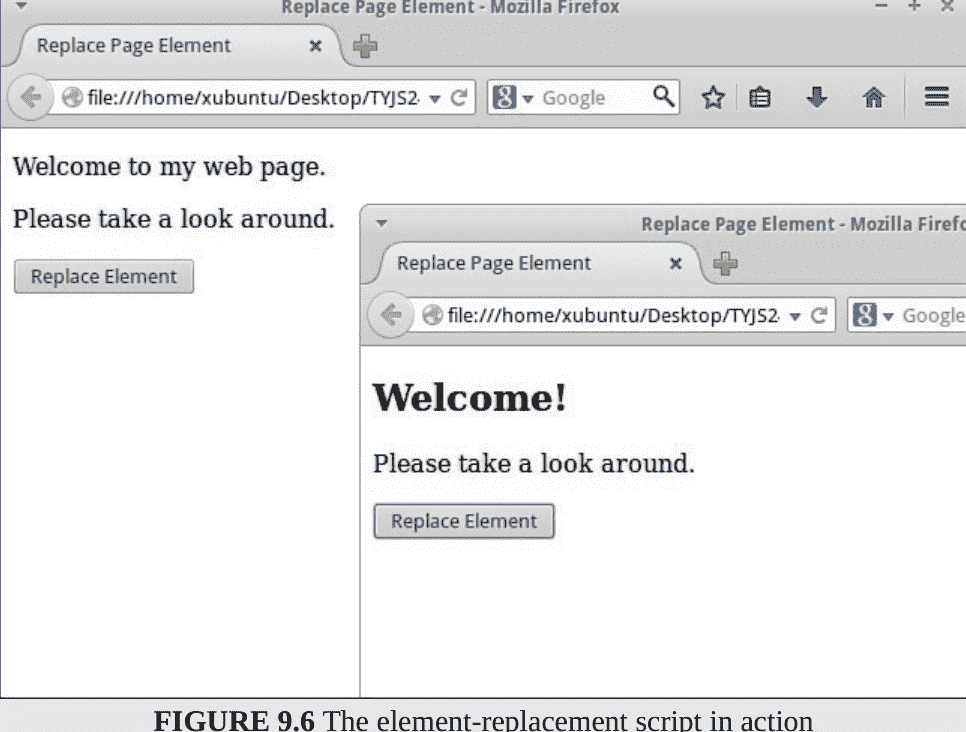 Replace Page Element - Mozilla Firefox
Replace Page Element
file:///home/xubuntu/Desktop/TYJS2
Google
Welcome to my web page.
Please take a look around.
Replace Element
Replace Page Element - Mozilla Firefo
Replace Page Element
file:///home/xubuntu/Desktop/TYJS2
Google
Welcome!
Please take a look around.
Replace Element
FIGURE 9.6 The element-replacement script in action